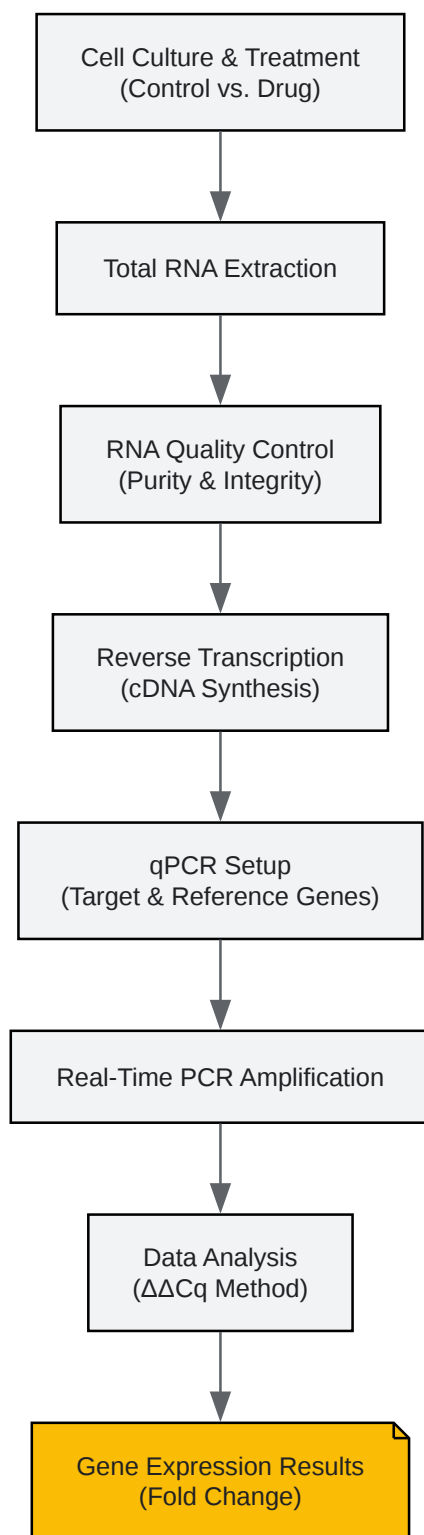 Cell Culture & Treatment
(Control vs. Drug)
Total RNA Extraction
RNA Quality Control
(Purity & Integrity)
Reverse Transcription
(cDNA Synthesis)
qPCR Setup
(Target & Reference Genes)
Real-Time PCR Amplification
Data Analysis
(ΔΔCq Method)
Gene Expression Results
(Fold Change)